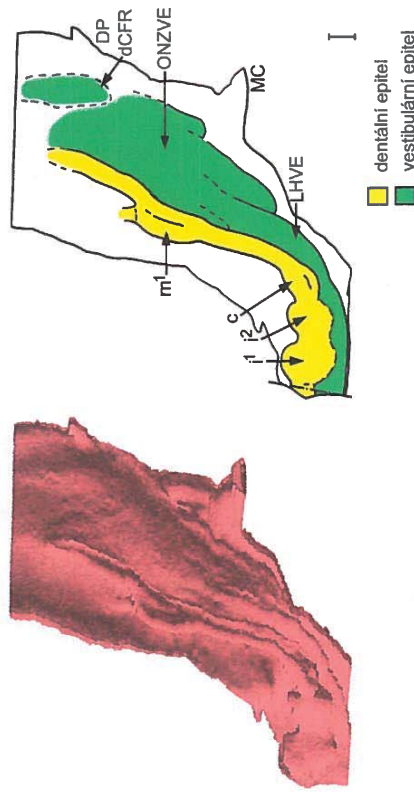 DP
dCFR
ONZVE
MC
m¹
LHVE
c
i²
i¹
dentální epitel
vestibulární epitel